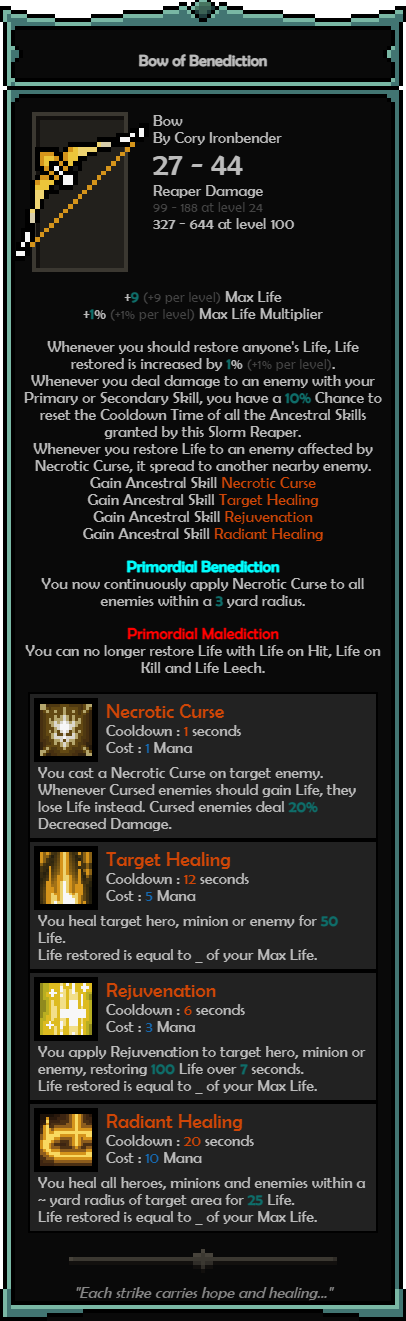 Bow of Benediction
Bow
By Cory Ironbender
27 - 44
Reaper Damage
99 - 188 at level 24
327 - 644 at level 100
+9 (+9 per level) Max Life
+1% (+1% per level) Max Life Multiplier
Whenever you should restore anyone's Life, Life
restored is increased by 1% (+1% per level).
Whenever you deal damage to an enemy with your
Primary or Secondary Skill, you have a 10% Chance to
reset the Cooldown Time of all the Ancestral Skills
granted by this Slorm Reaper.
Whenever you restore Life to an enemy affected by
Necrotic Curse, it spread to another nearby enemy.
Gain Ancestral Skill Necrotic Curse
Gain Ancestral Skill Target Healing
Gain Ancestral Skill Rejuvenation
Gain Ancestral Skill Radiant Healing
Primordial Benediction
You now continuously apply Necrotic Curse to all
enemies within a 3 yard radius.
Primordial Malediction
You can no longer restore Life with Life on Hit, Life on
Kill and Life Leech.
Necrotic Curse
Cooldown : 1 seconds
Cost : 1 Mana
You cast a Necrotic Curse on target enemy.
Whenever Cursed enemies should gain Life, they
lose Life instead. Cursed enemies deal 20%
Decreased Damage.
Target Healing
Cooldown : 12 seconds
Cost : 5 Mana
You heal target hero, minion or enemy for 50
Life.
Life restored is equal to _ of your Max Life.
Rejuvenation
Cooldown : 6 seconds
Cost : 3 Mana
You apply Rejuvenation to target hero, minion or
enemy, restoring 100 Life over 7 seconds.
Life restored is equal to _ of your Max Life.
Radiant Healing
Cooldown : 20 seconds
Cost : 10 Mana
You heal all heroes, minions and enemies within a
~ yard radius of target area for 25 Life.
Life restored is equal to _ of your Max Life.
"Each strike carries hope and healing..."